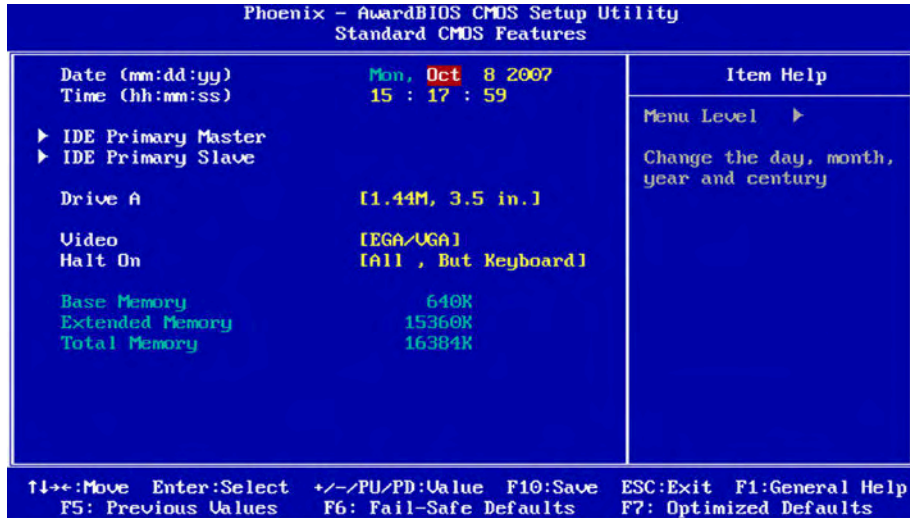 Phoenix - AwardBIOS CMOS Setup Utility
Standard CMOS Features
Date (mm:dd:yy) Mon, Oct 8 2007
Time (hh:mm:ss) 15 : 17 : 59
IDE Primary Master
IDE Primary Slave
Drive A [1.44M, 3.5 in.]
Video [EGA/VGA]
Halt On [All , But Keyboard]
Base Memory 640K
Extended Memory 15360K
Total Memory 16384K
Item Help
Menu Level ▶
Change the day, month,
year and century
↑↓→←:Move Enter:Select +/-/PU/PD:Value F10:Save ESC:Exit F1:General Help
F5: Previous Values F6: Fail-Safe Defaults F7: Optimized Defaults